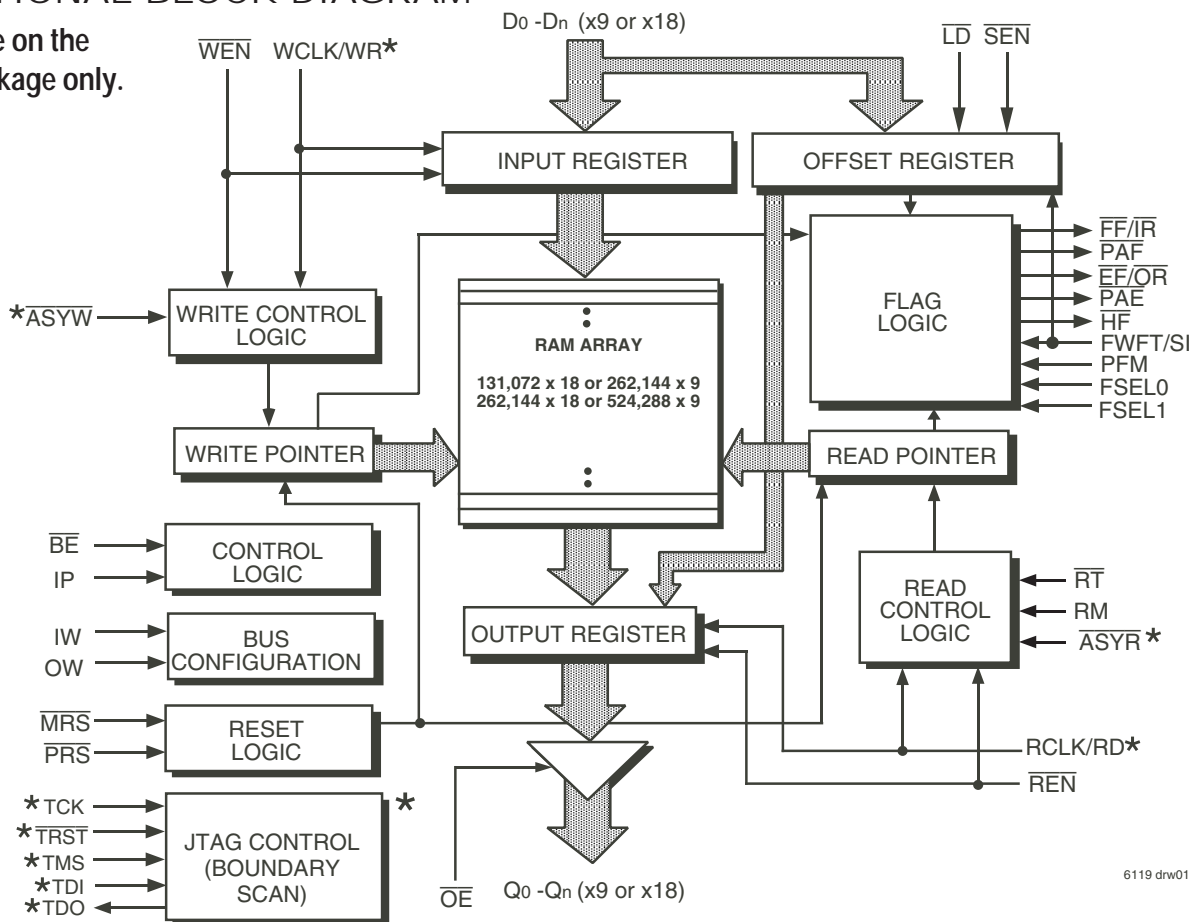 TIONAL BLOCK DIAGRAM
e on the
kage only.
WEN
WCLK/WR*
D0 -Dn (x9 or x18)
LD
SEN
INPUT REGISTER
OFFSET REGISTER
*ASYW
WRITE CONTROL
LOGIC
WRITE POINTER
RAM ARRAY
131,072 x 18 or 262,144 x 9
262,144 x 18 or 524,288 x 9
FLAG
LOGIC
FF/IR
PAF
EF/OR
PAE
HF
FWFT/SI
PFM
FSEL0
FSEL1
READ POINTER
BE
IP
CONTROL
LOGIC
IW
OW
BUS
CONFIGURATION
MRS
PRS
RESET
LOGIC
OUTPUT REGISTER
READ
CONTROL
LOGIC
RT
RM
ASYR*
RCLK/RD*
REN
*TCK
*TRST
*TMS
*TDI
*TDO
JTAG CONTROL
(BOUNDARY
SCAN)
*
OE
Q0 -Qn (x9 or x18)
6119 drw01